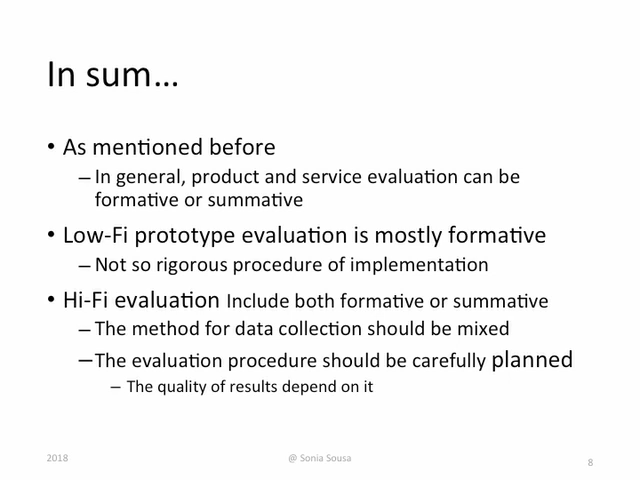 In sum…
• As mentioned before
– In general, product and service evaluation can be
formative or summative
• Low-Fi prototype evaluation is mostly formative
– Not so rigorous procedure of implementation
• Hi-Fi evaluation Include both formative or summative
– The method for data collection should be mixed
– The evaluation procedure should be carefully planned
– The quality of results depend on it
2018 @ Sonia Sousa 8